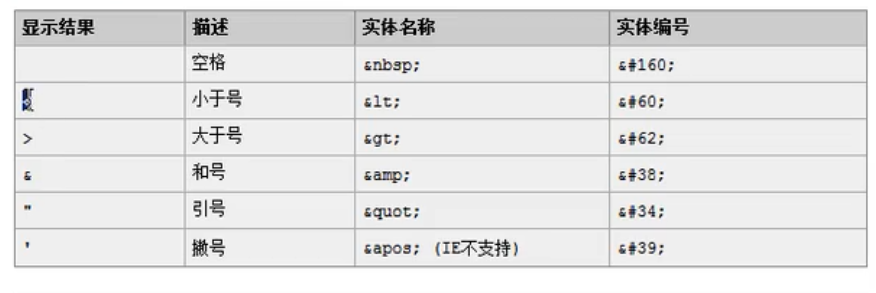 显示结果 描述 实体名称 实体编号
空格 &nbsp; &#160;
小于号 &lt; &#60;
> 大于号 &gt; &#62;
& 和号 &amp; &#38;
" 引号 &quot; &#34;
' 撇号 &apos; (IE不支持) &#39;